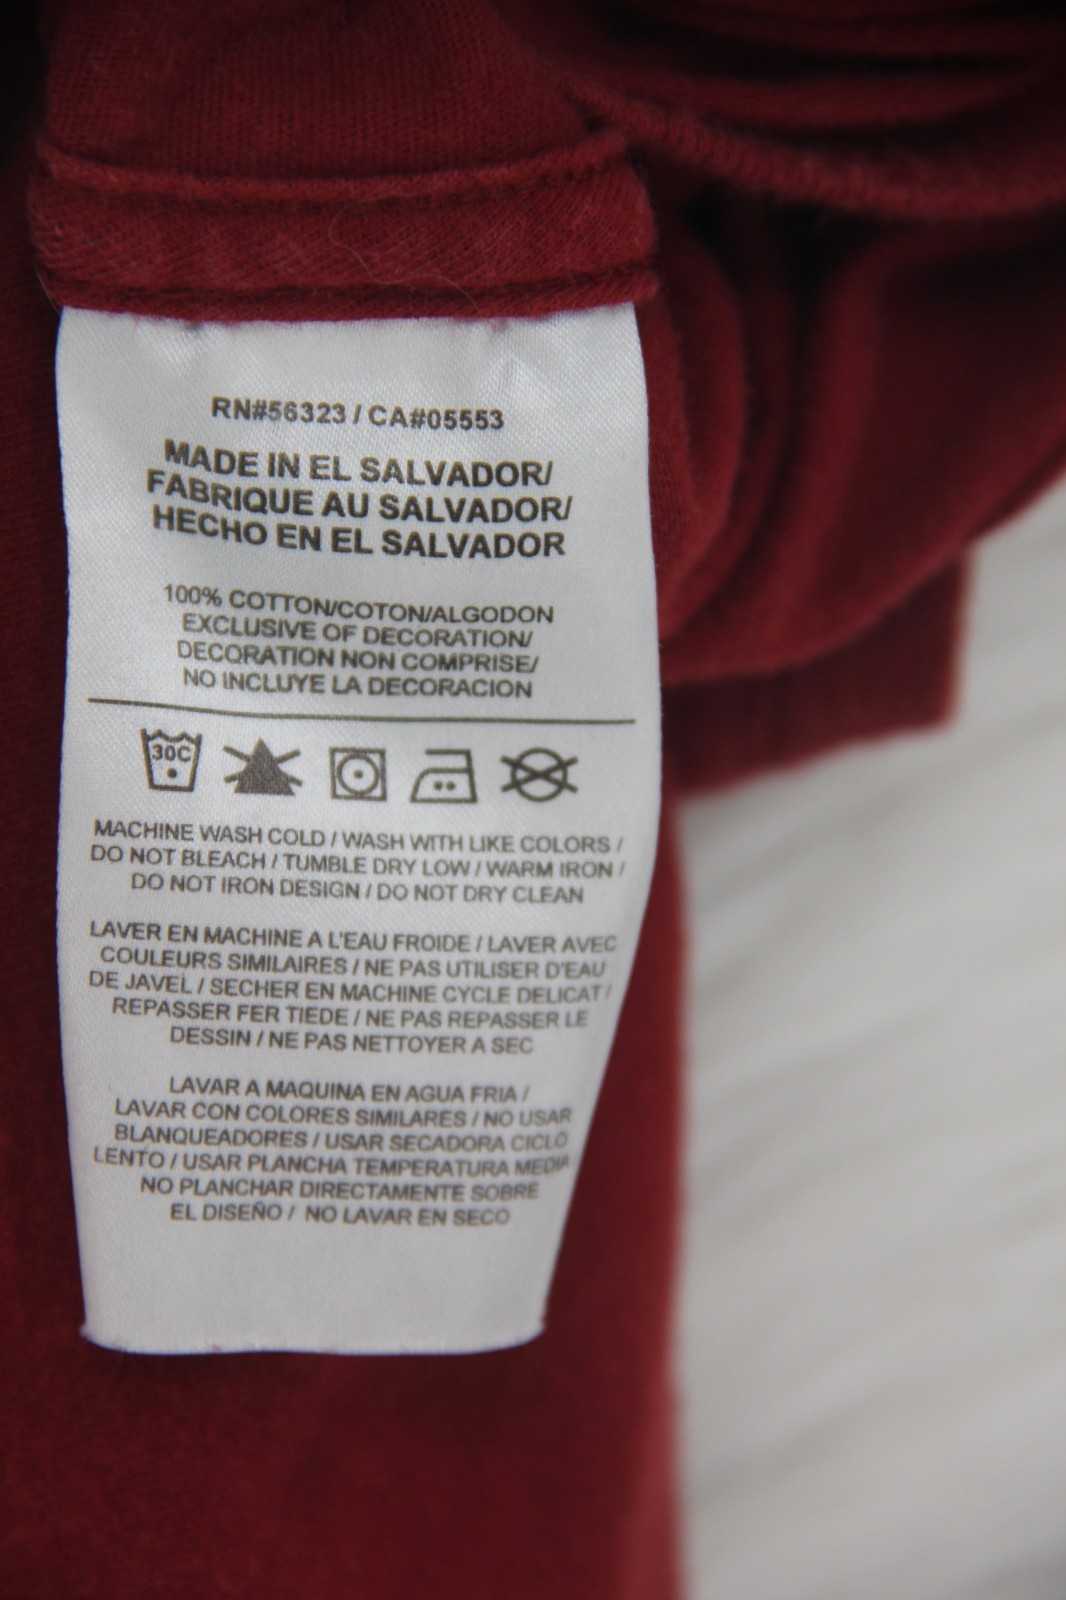 RN#56323 / CA#05553
MADE IN EL SALVADOR/
FABRIQUE AU SALVADOR/
HECHO EN EL SALVADOR
100% COTTON/COTON/ALGODON
EXCLUSIVE OF DECORATION/
DECORATION NON COMPRISE/
NO INCLUYE LA DECORACION
30C
MACHINE WASH COLD / WASH WITH LIKE COLORS /
DO NOT BLEACH / TUMBLE DRY LOW / WARM IRON /
DO NOT IRON DESIGN / DO NOT DRY CLEAN
LAVER EN MACHINE A L'EAU FROIDE / LAVER AVEC
COULEURS SIMILAIRES / NE PAS UTILISER D'EAU
DE JAVEL / SECHER EN MACHINE CYCLE DELICAT /
REPASSER FER TIEDE / NE PAS REPASSER LE
DESSIN / NE PAS NETTOYER A SEC
LAVAR A MAQUINA EN AGUA FRIA /
LAVAR CON COLORES SIMILARES / NO USAR
BLANQUEADORES / USAR SECADORA CICLO
LENTO / USAR PLANCHA TEMPERATURA MEDIA
NO PLANCHAR DIRECTAMENTE SOBRE
EL DISEÑO / NO LAVAR EN SECO